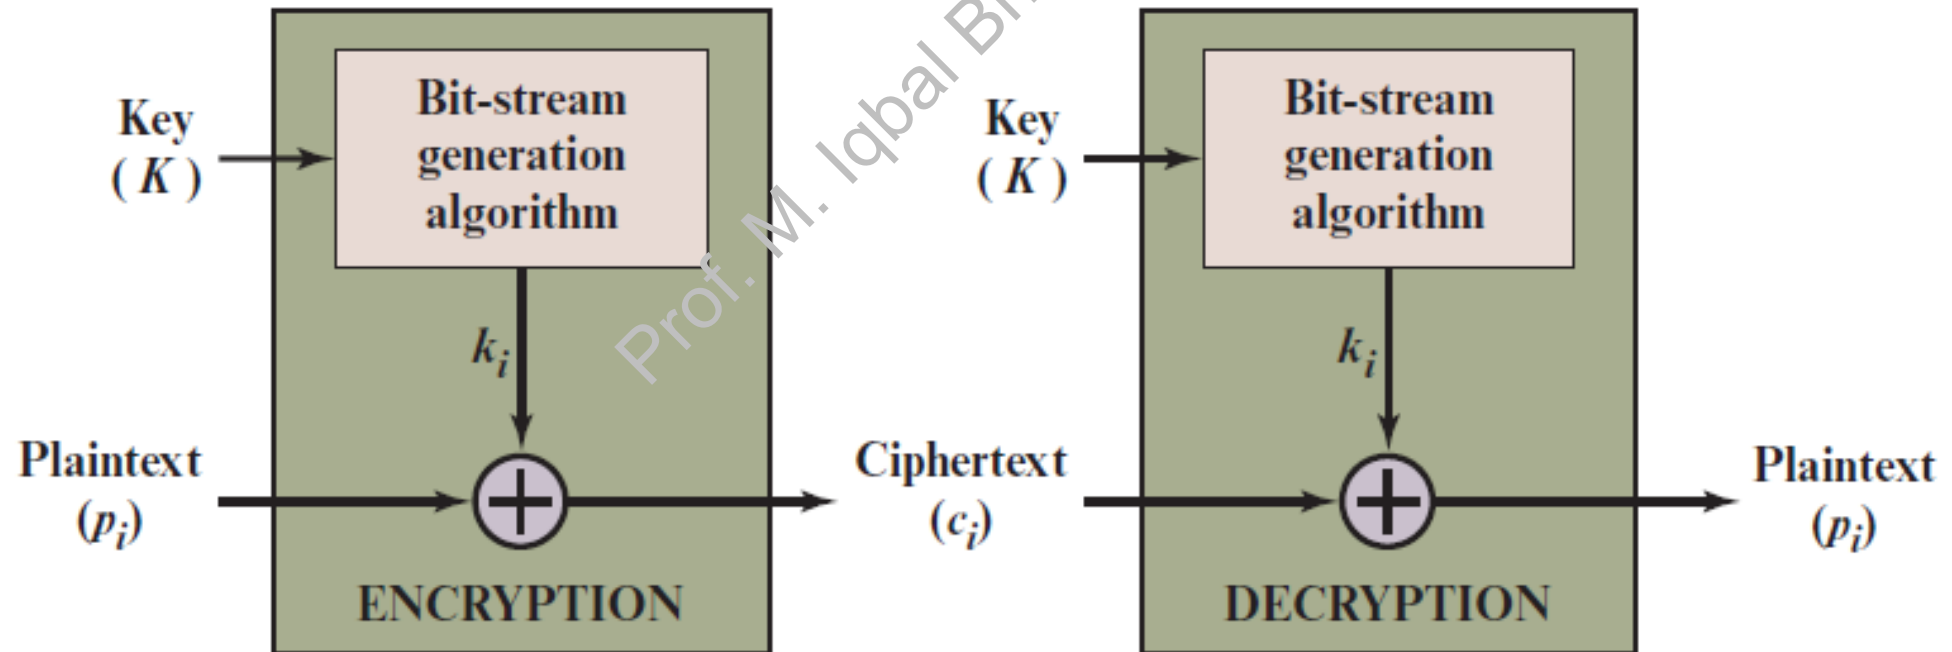 Key
( K )
Bit-stream
generation
algorithm
k_i
Plaintext
(p_i)
ENCRYPTION
Ciphertext
(c_i)
Key
( K )
Bit-stream
generation
algorithm
k_i
DECRYPTION
Plaintext
(p_i)
Prof. M. Iqbal